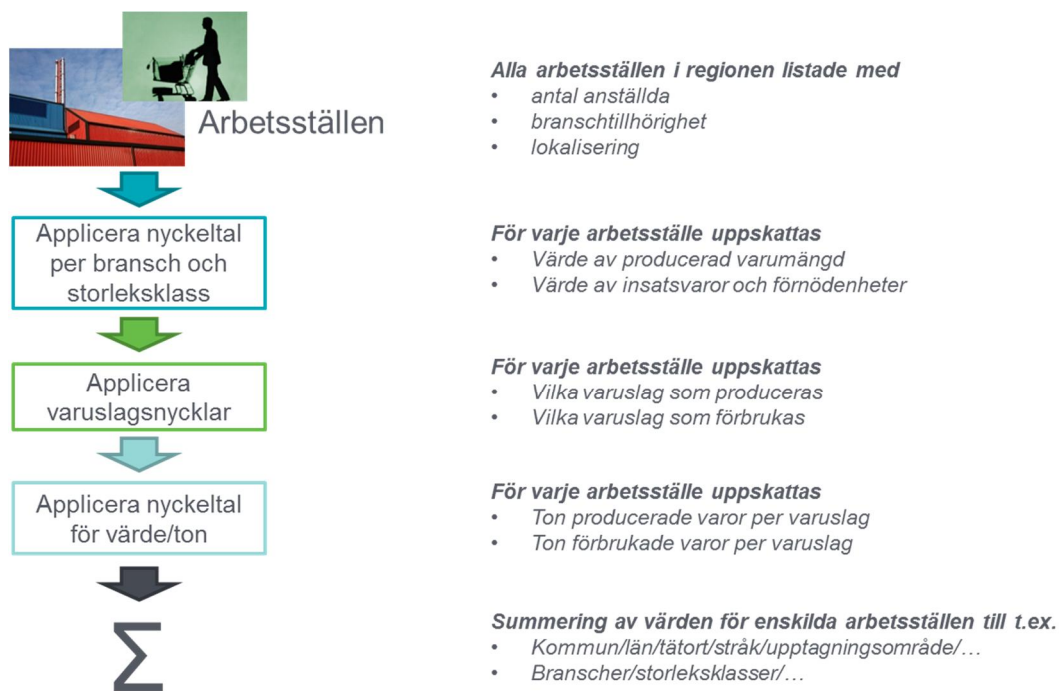 Arbetsställen
Alla arbetsställen i regionen listade med
• antal anställda
• branschtillhörighet
• lokalisering
Applicera nyckeltal
per bransch och
storleksklass
För varje arbetsställe uppskattas
• Värde av producerad varumängd
• Värde av insatsvaror och förnödenheter
Applicera
varuslagsnycklar
För varje arbetsställe uppskattas
• Vilka varuslag som produceras
• Vilka varuslag som förbrukas
Applicera nyckeltal
för värde/ton
För varje arbetsställe uppskattas
• Ton producerade varor per varuslag
• Ton förbrukade varor per varuslag
Σ
Summering av värden för enskilda arbetsställen till t.ex.
• Kommun/län/tätort/stråk/upptagningsområde/…
• Branscher/storleksklasser/…